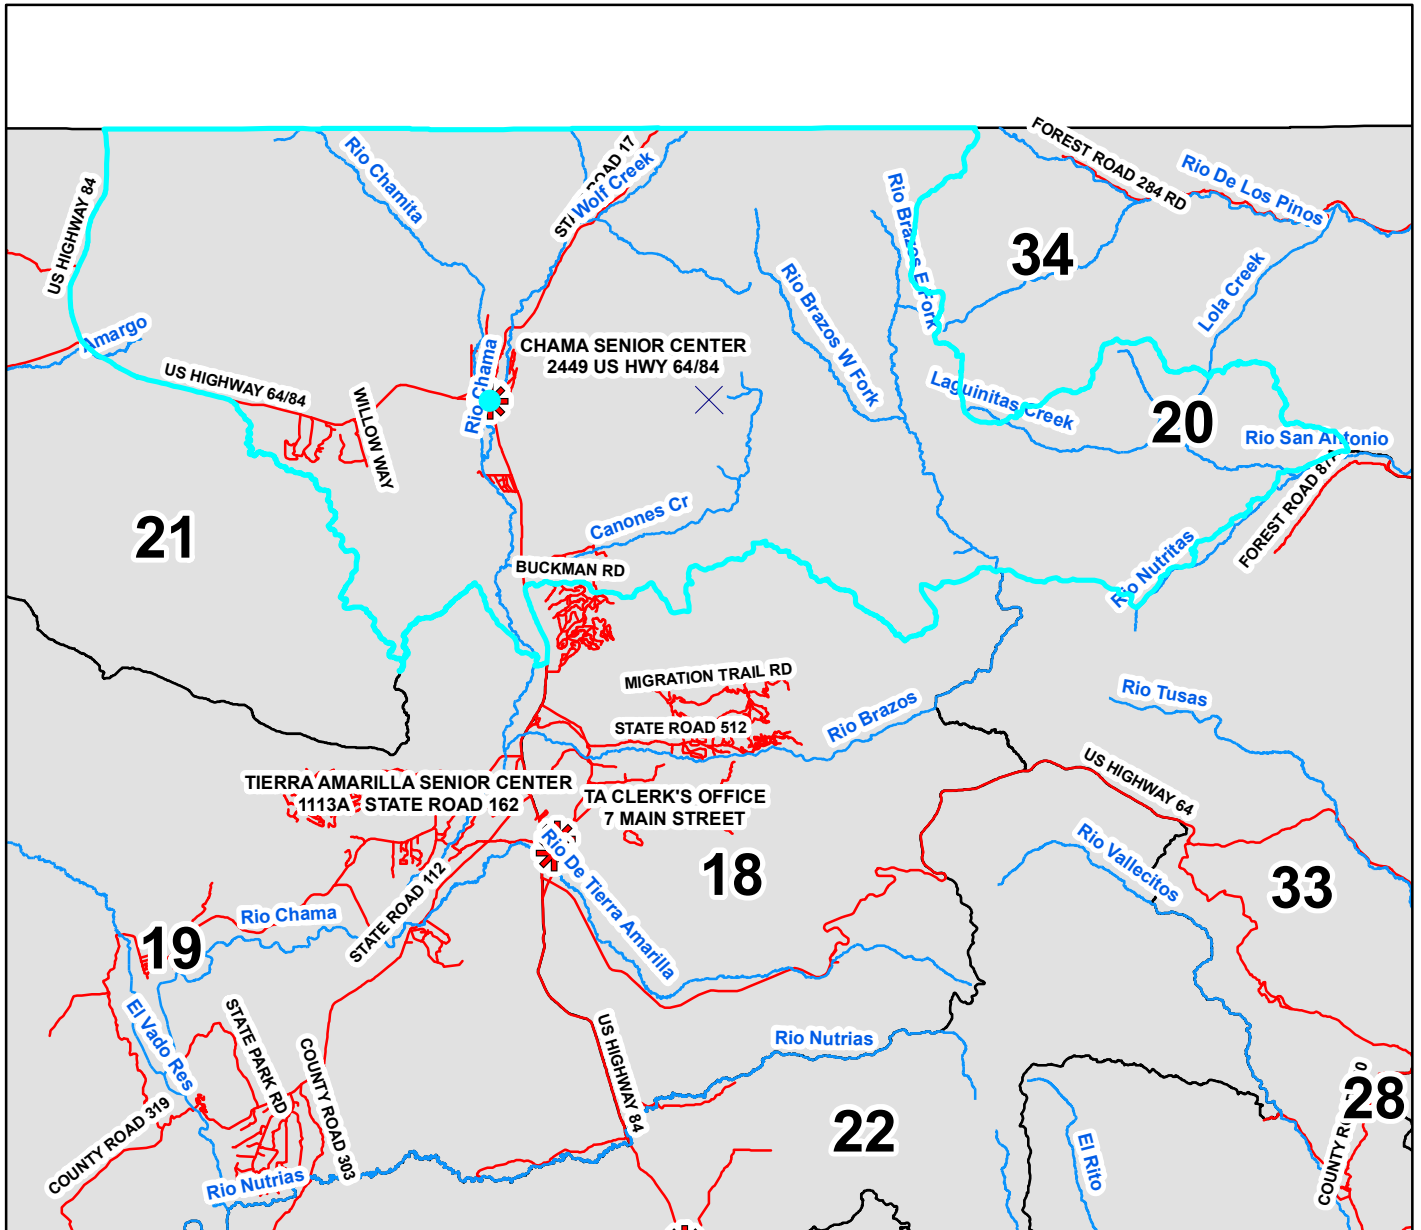 FOREST ROAD 284 RD
Rio De Los Pinos
Rio Chamita
ROAD 17
Wolf Creek
US HIGHWAY 84
Rio Brazos E Fork
34
Lola Creek
Rio Brazos W Fork
Amargo
CHAMA SENIOR CENTER
2449 US HWY 64/84
Rio Chama
US HIGHWAY 64/84
WILLOW WAY
Laguinitas Creek
20
Rio San Antonio
FOREST ROAD 87A
21
Canones Cr
BUCKMAN RD
Rio Nutritas
MIGRATION TRAIL RD
Rio Tusas
STATE ROAD 512
Rio Brazos
US HIGHWAY 64
TIERRA AMARILLA SENIOR CENTER
1113A STATE ROAD 162
TA CLERK'S OFFICE
7 MAIN STREET
Rio De Tierra Amarilla
18
Rio Vallecitos
33
STATE ROAD 112
Rio Chama
19
El Vado Res
STATE PARK RD
COUNTY ROAD 303
US HIGHWAY 84
Rio Nutrias
COUNTY ROAD 319
22
28
El Rito
Rio Nutrias